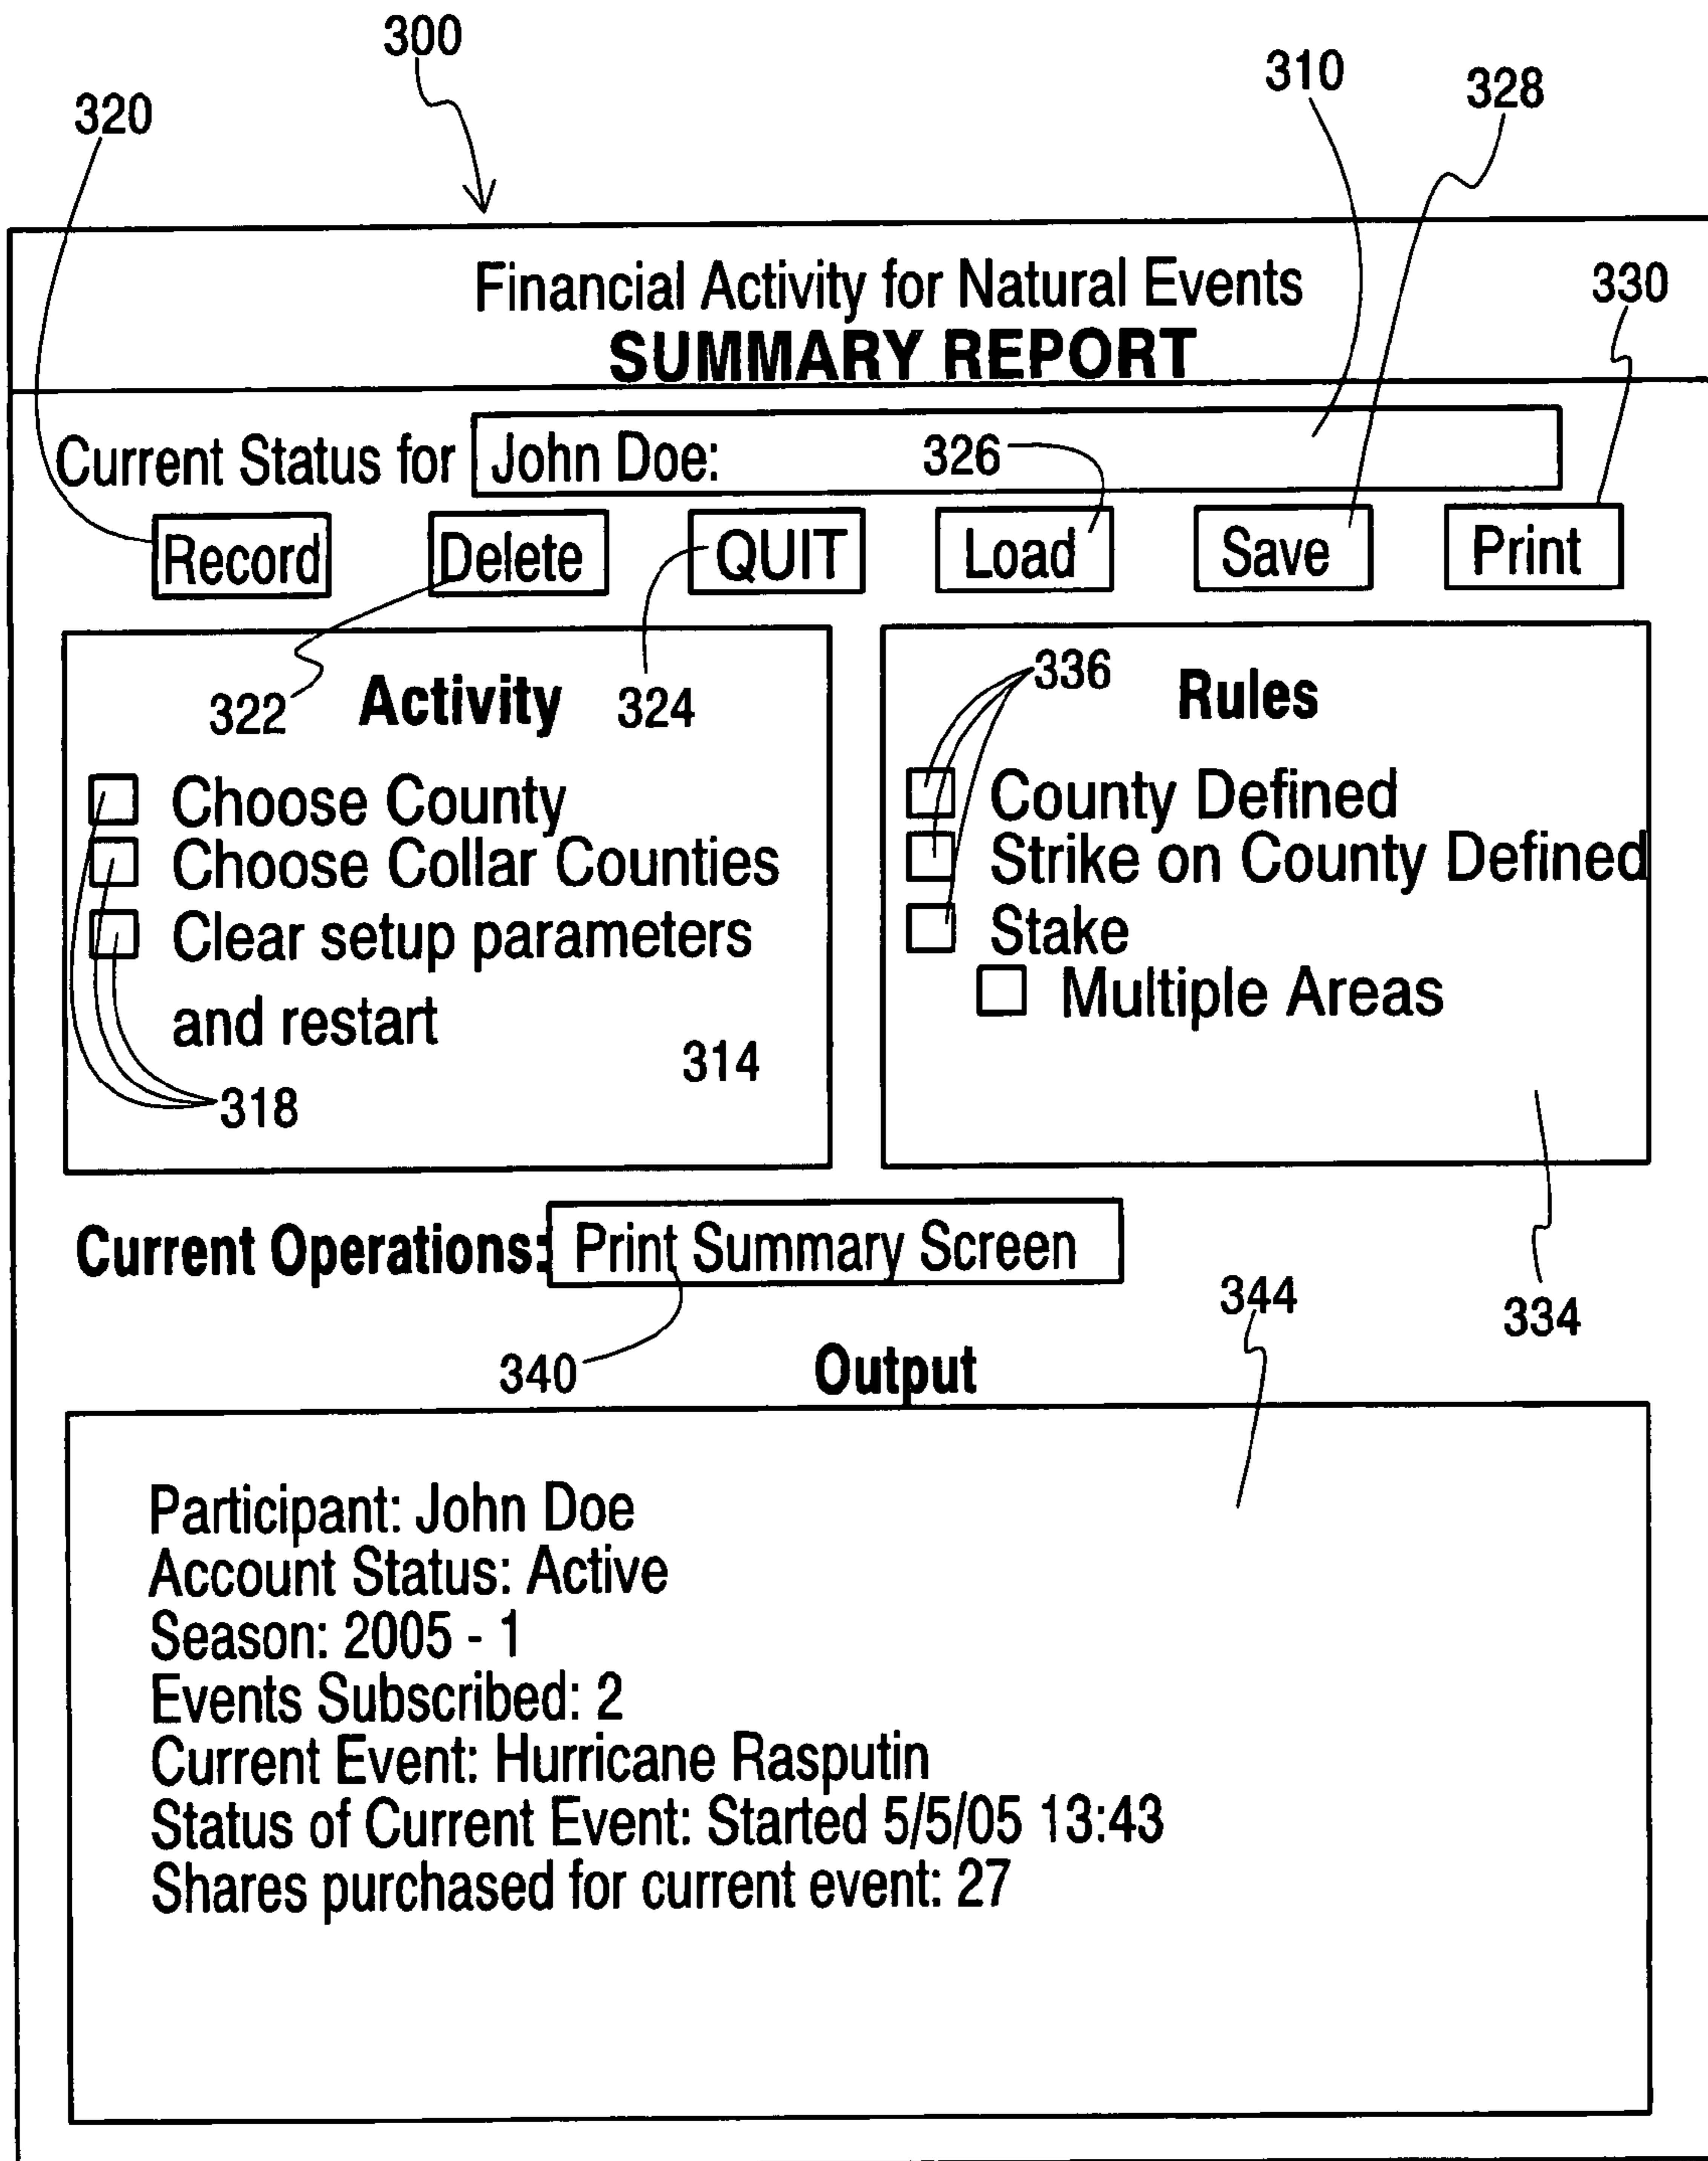 300
310
328
320
Financial Activity for Natural Events
330
SUMMARY REPORT
Current Status for John Doe:
326
Record Delete QUIT Load Save Print
322 Activity 324
Choose County
Choose Collar Counties
Clear setup parameters
and restart
314
318
336 Rules
County Defined
Strike on County Defined
Stake
Multiple Areas
Current Operations: Print Summary Screen
344
334
340
Output
Participant: John Doe
Account Status: Active
Season: 2005 - 1
Events Subscribed: 2
Current Event: Hurricane Rasputin
Status of Current Event: Started 5/5/05 13:43
Shares purchased for current event: 27